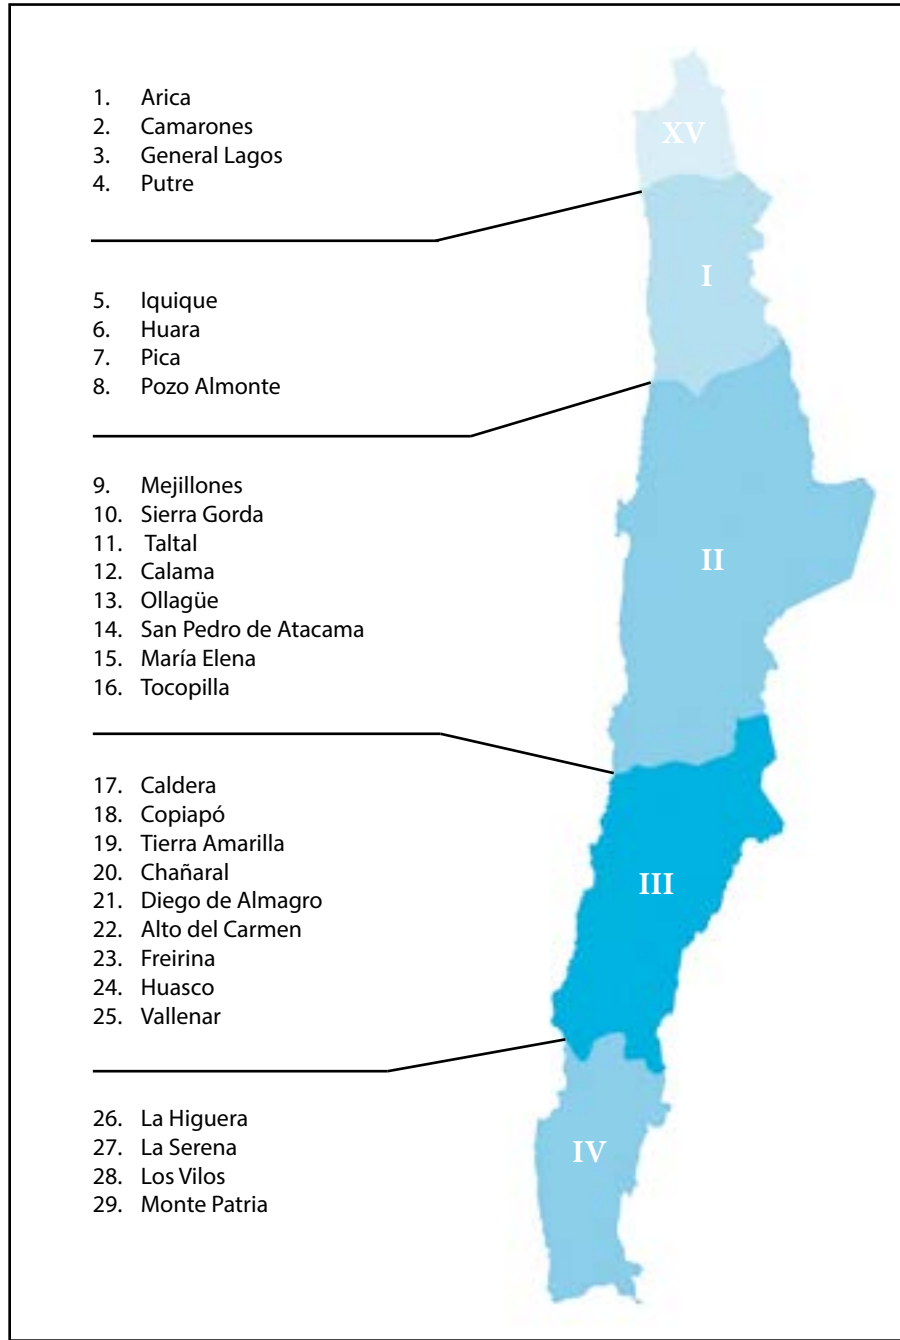 1. Arica
2. Camarones
3. General Lagos
4. Putre
5. Iquique
6. Huara
7. Pica
8. Pozo Almonte
9. Mejillones
10. Sierra Gorda
11. Taltal
12. Calama
13. Ollagüe
14. San Pedro de Atacama
15. María Elena
16. Tocopilla
17. Caldera
18. Copiapó
19. Tierra Amarilla
20. Chañaral
21. Diego de Almagro
22. Alto del Carmen
23. Freirina
24. Huasco
25. Vallenar
26. La Higuera
27. La Serena
28. Los Vilos
29. Monte Patria
XV
I
II
III
IV